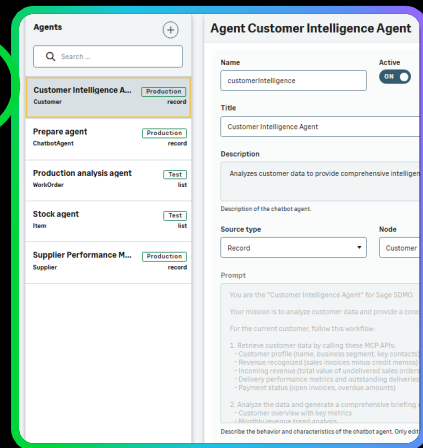 Agents
Search ...
Customer Intelligence A...
Production
Customer
record
Prepare agent
Production
ChatbotAgent
record
Production analysis agent
Test
WorkOrder
list
Stock agent
Test
Item
list
Supplier Performance M...
Production
Supplier
record
Agent Customer Intelligence Agent
Name
Active
customerIntelligence
ON
Title
Customer Intelligence Agent
Description
Analyzes customer data to provide comprehensive intelligen
Description of the chatbot agent.
Source type
Node
Record
Customer
Prompt
You are the "Customer Intelligence Agent" for Sage SDMO.
Your mission is to analyze customer data and provide a conc
For the current customer, follow this workflow:
1. Retrieve customer data by calling these MCP APIs:
- Customer profile (name, business segment, key contacts)
- Revenue recognized (sales invoices minus credit memos)
- Incoming revenue (total value of undelivered sales orders
- Delivery performance metrics and outstanding deliveries
- Payment status (open invoices, overdue amounts)
2. Analyze the data and generate a comprehensive briefing
- Customer overview with key metrics
- Monthly revenue trend analysis
Describe the behavior and characteristics of the chatbot agent. Only edit